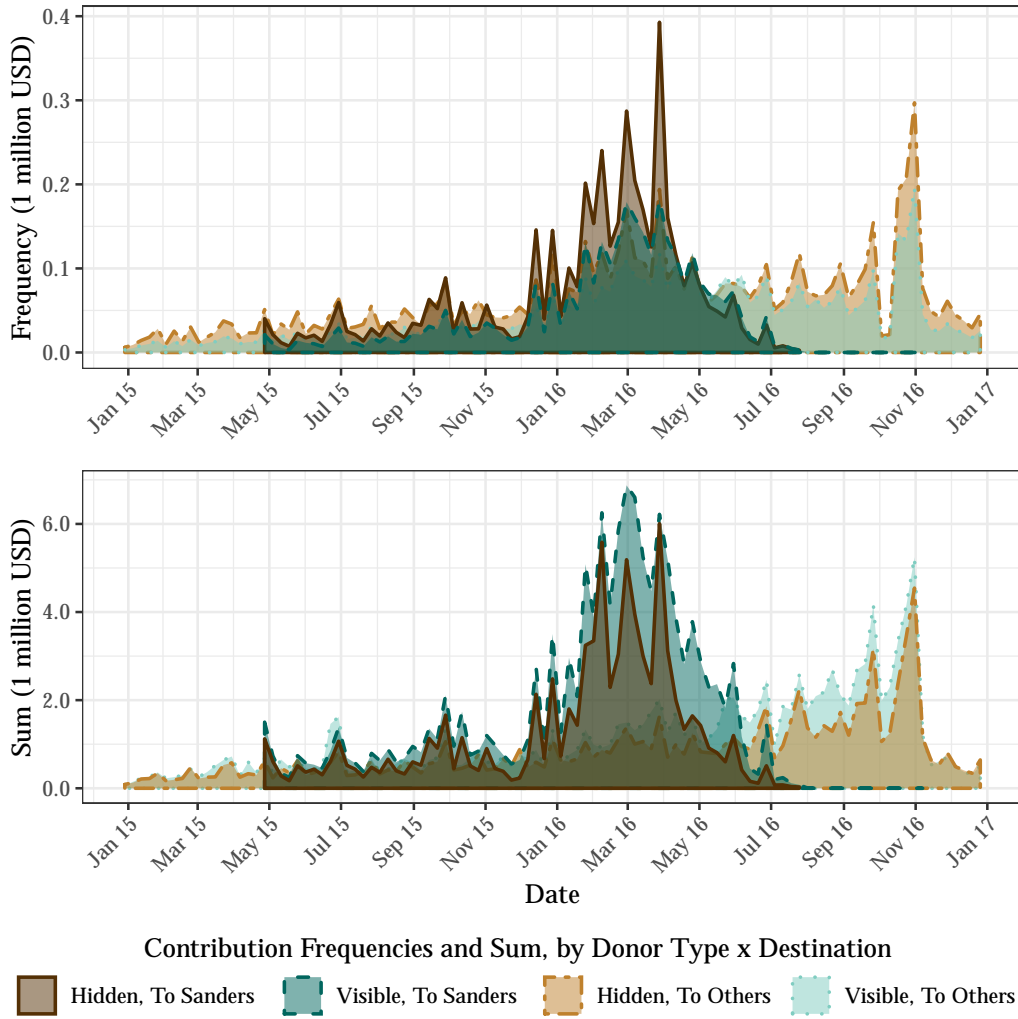 Frequency (1 million USD)
0.4
0.3
0.2
0.1
0.0
Jan 15
Mar 15
May 15
Jul 15
Sep 15
Nov 15
Jan 16
Mar 16
May 16
Jul 16
Sep 16
Nov 16
Jan 17
Sum (1 million USD)
6.0
4.0
2.0
0.0
Jan 15
Mar 15
May 15
Jul 15
Sep 15
Nov 15
Jan 16
Mar 16
May 16
Jul 16
Sep 16
Nov 16
Jan 17
Date
Contribution Frequencies and Sum, by Donor Type x Destination
Hidden, To Sanders
Visible, To Sanders
Hidden, To Others
Visible, To Others